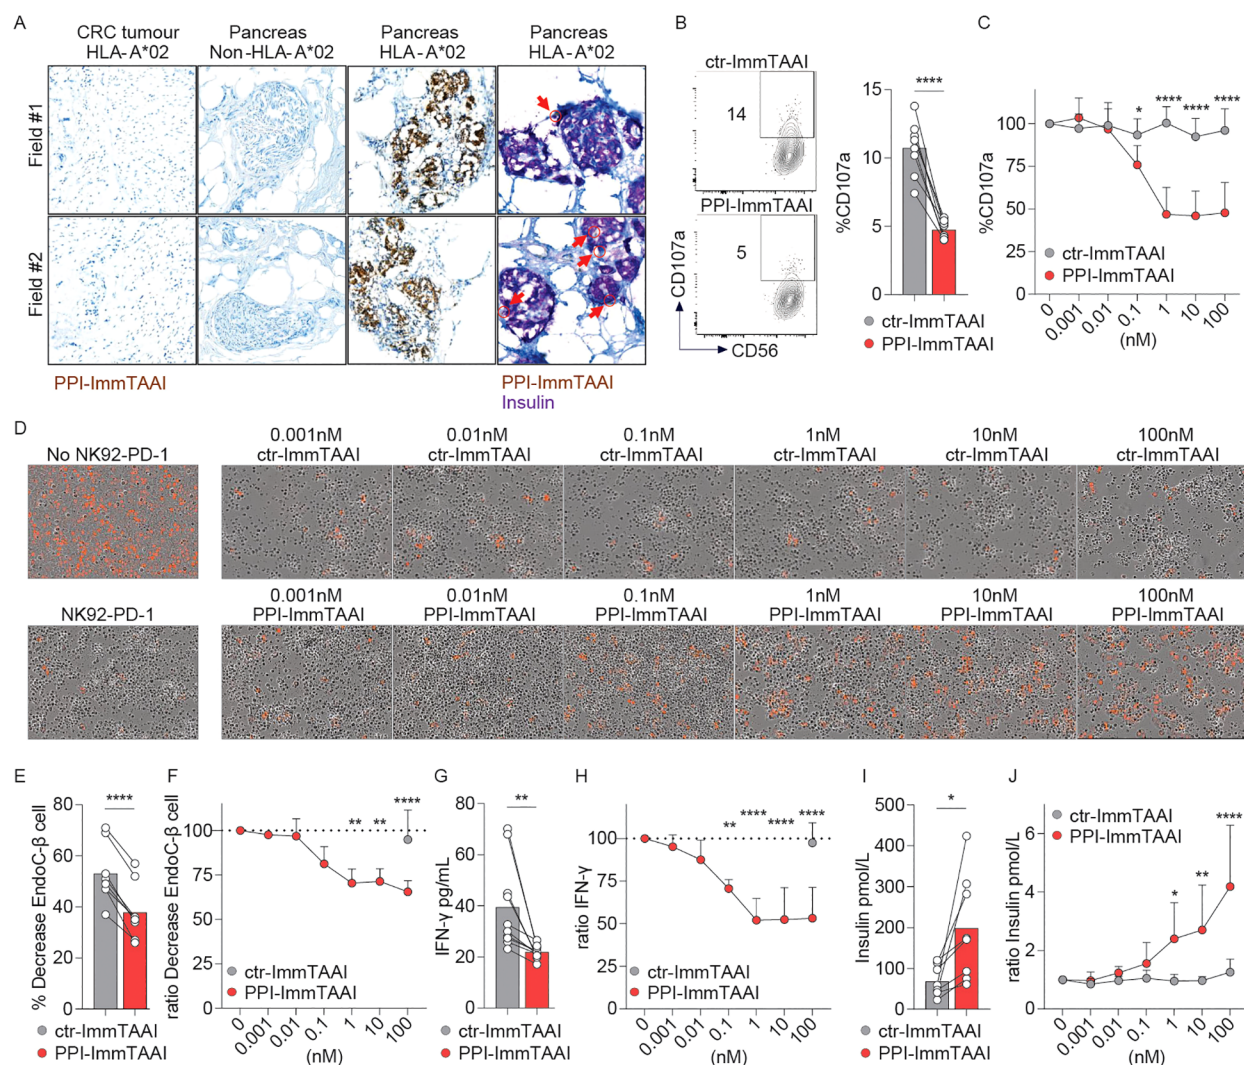 A
CRC tumour
HLA-A*02
Pancreas
Non-HLA-A*02
Pancreas
HLA-A*02
Pancreas
HLA-A*02
Field #1
Field #2
PPI-ImmTAAI
PPI-ImmTAAI
Insulin
B
ctr-ImmTAAI
14
PPI-ImmTAAI
5
CD107a
CD56
%CD107a
15
10
5
0
****
ctr-ImmTAAI
PPI-ImmTAAI
C
%CD107a
100
75
50
25
0
* **** **** ****
ctr-ImmTAAI
PPI-ImmTAAI
0 0.001 0.01 0.1 1 10 100
(nM)
D
No NK92-PD-1
0.001nM
ctr-ImmTAAI
0.01nM
ctr-ImmTAAI
0.1nM
ctr-ImmTAAI
1nM
ctr-ImmTAAI
10nM
ctr-ImmTAAI
100nM
ctr-ImmTAAI
NK92-PD-1
0.001nM
PPI-ImmTAAI
0.01nM
PPI-ImmTAAI
0.1nM
PPI-ImmTAAI
1nM
PPI-ImmTAAI
10nM
PPI-ImmTAAI
100nM
PPI-ImmTAAI
E
% Decrease EndoC-β cell
80
60
40
20
0
****
ctr-ImmTAAI
PPI-ImmTAAI
F
ratio Decrease EndoC-β cell
100
75
50
25
0
** ** ****
ctr-ImmTAAI
PPI-ImmTAAI
0 0.001 0.01 0.1 1 10 100
(nM)
G
IFN-γ pg/mL
80
60
40
20
0
**
ctr-ImmTAAI
PPI-ImmTAAI
H
ratio IFN-γ
100
75
50
25
0
** **** **** ****
ctr-ImmTAAI
PPI-ImmTAAI
0 0.001 0.01 0.1 1 10 100
(nM)
I
Insulin pmol/L
500
400
300
200
100
0
*
ctr-ImmTAAI
PPI-ImmTAAI
J
ratio Insulin pmol/L
6
4
2
0
ctr-ImmTAAI
PPI-ImmTAAI
* ** ****
0 0.001 0.01 0.1 1 10 100
(nM)